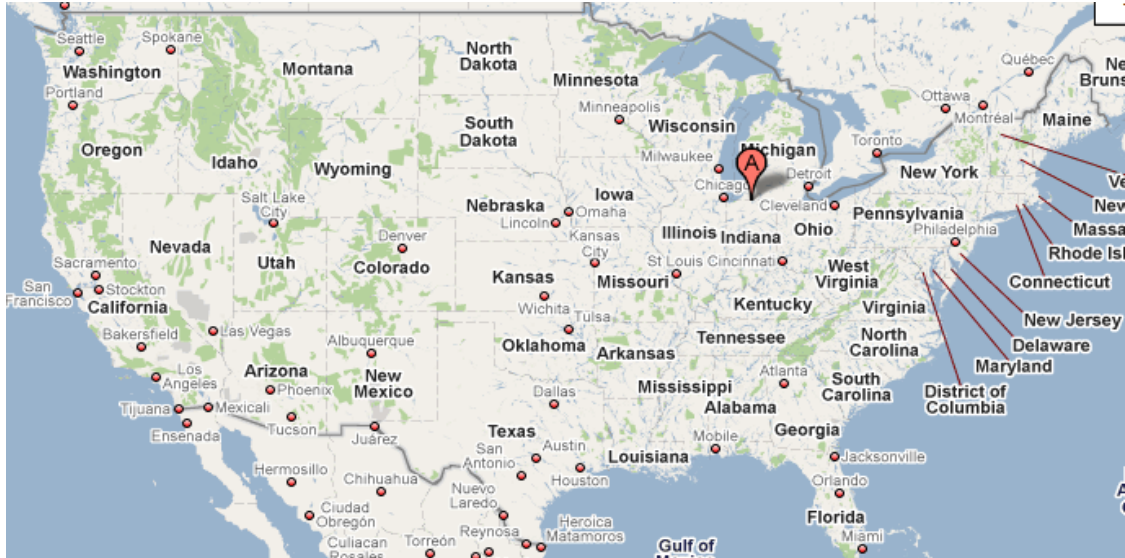 Seattle
Spokane
Washington
Montana
North
Dakota
Minnesota
Québec
Ottawa
Montréal
Maine
Portland
Minneapolis
Wisconsin
Oregon
Idaho
Wyoming
South
Dakota
Milwaukee
Michigan
A
Toronto
New York
Salt Lake
City
Nebraska
Iowa
Lincoln
Omaha
Chicago
Detroit
Cleveland
Pennsylvania
Philadelphia
Massa
Rhode Isl
Connecticut
Nevada
Utah
Denver
Colorado
Kansas
City
Illinois
Indiana
Ohio
Sacramento
San
Francisco
Stockton
California
Kansas
Missouri
St Louis
Cincinnati
West
Virginia
Virginia
Kentucky
New Jersey
Delaware
Maryland
District of
Columbia
Bakersfield
Las Vegas
Albuquerque
Wichita
Tulsa
Oklahoma
Arkansas
Tennessee
North
Carolina
Los
Angeles
Arizona
Phoenix
New
Mexico
Dallas
Mississippi
Atlanta
Alabama
South
Carolina
Georgia
Tijuana
Mexicali
Ensenada
Tucson
Juárez
Texas
Austin
San
Antonio
Houston
Louisiana
Mobile
Jacksonville
Orlando
Florida
Miami
Hermosillo
Chihuahua
Ciudad
Obregón
Nuevo
Laredo
Reynosa
Heroica
Matamoros
Culiacan
Torreón
Gulf of